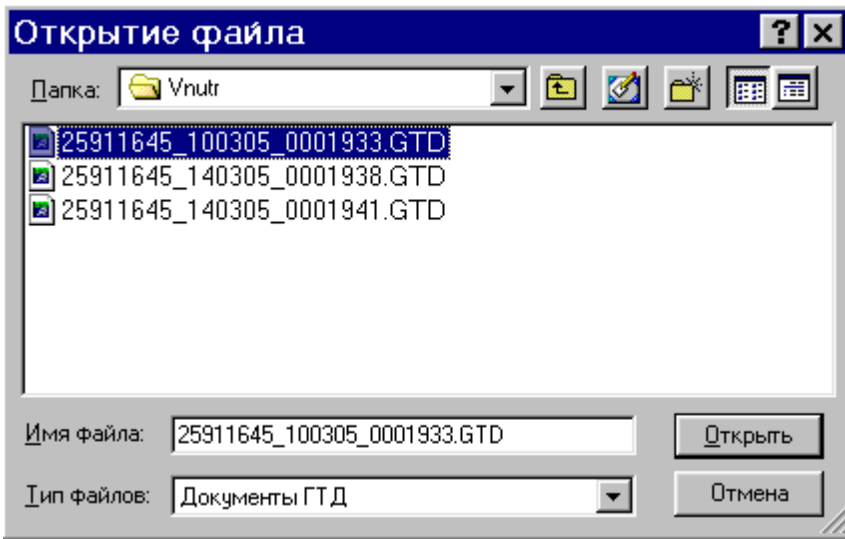 Открытие файла
Папка: Vnutr
25911645_100305_0001933.GTD
25911645_140305_0001938.GTD
25911645_140305_0001941.GTD
Имя файла: 25911645_100305_0001933.GTD Открыть
Тип файлов: Документы ГТД Отмена